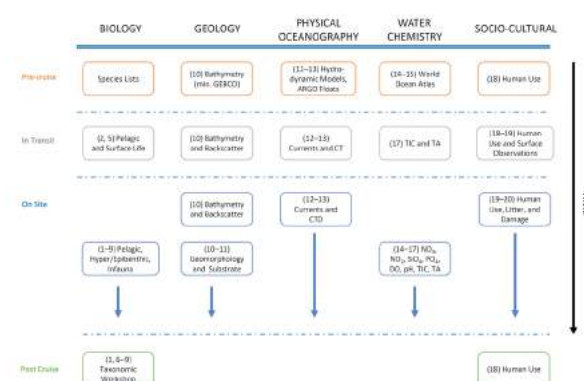 BIOLOGY
GEOLOGY
PHYSICAL
OCEANOGRAPHY
WATER
CHEMISTRY
SOCIO-CULTURAL
Pre-cruise
Species Lists
(10) Bathymetry
(min. GEBCO)
(11–13) Hydro-
dynamic Models,
ARGO Floats
(14–15) World
Ocean Atlas
(18) Human Use
In Transit
(2, 5) Pelagic
and Surface Life
(10) Bathymetry
and Backscatter
(12–13)
Currents and CT
(17) TIC and TA
(18–19) Human
Use and Surface
Observations
On Site
(10) Bathymetry
and Backscatter
(12–13)
Currents and
CTD
(19–20) Human
Use, Litter, and
Damage
(1–9) Pelagic,
Hyper/Epibenthic,
Infauna
(10–11)
Geomorphology
and Substrate
(14–17) NO₃,
NO₂, SiO₄, PO₄,
DO, pH, TIC, TA
Post Cruise
(1, 6–9)
Taxonomic
Workshop
(18) Human Use